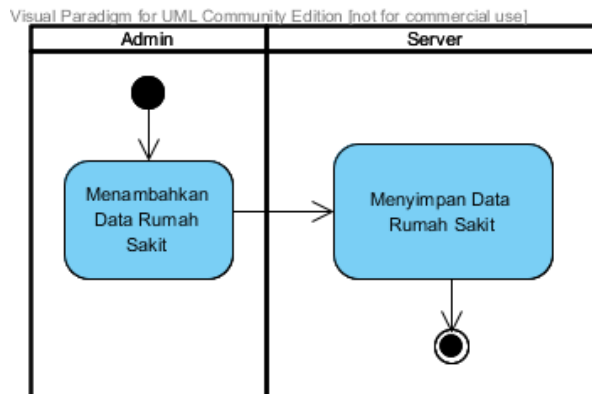 Visual Paradigm for UML Community Edition [not for commercial use]
Admin
Server
Menambahkan
Data Rumah
Sakit
Menyimpan Data
Rumah Sakit